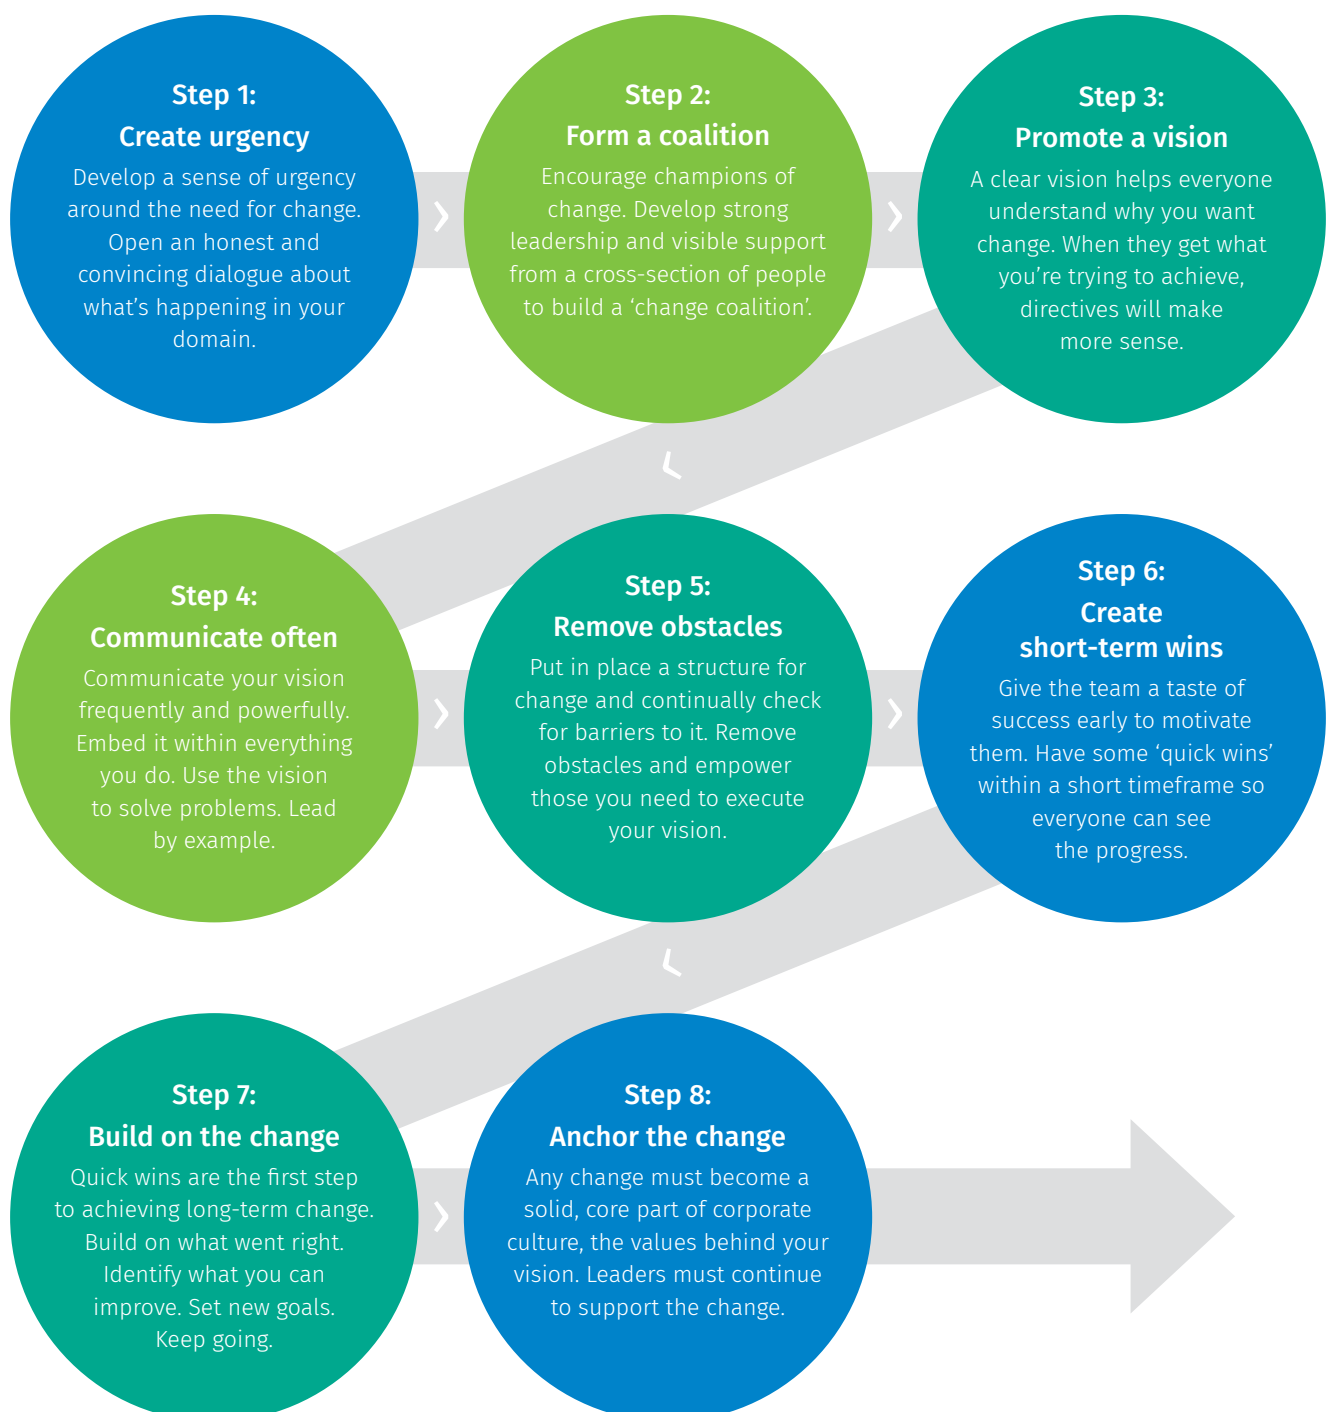 Step 1:
Create urgency
Develop a sense of urgency
around the need for change.
Open an honest and
convincing dialogue about
what’s happening in your
domain.
Step 2:
Form a coalition
Encourage champions of
change. Develop strong
leadership and visible support
from a cross-section of people
to build a ‘change coalition’.
Step 3:
Promote a vision
A clear vision helps everyone
understand why you want
change. When they get what
you’re trying to achieve,
directives will make
more sense.
Step 4:
Communicate often
Communicate your vision
frequently and powerfully.
Embed it within everything
you do. Use the vision
to solve problems. Lead
by example.
Step 5:
Remove obstacles
Put in place a structure for
change and continually check
for barriers to it. Remove
obstacles and empower
those you need to execute
your vision.
Step 6:
Create
short-term wins
Give the team a taste of
success early to motivate
them. Have some ‘quick wins’
within a short timeframe so
everyone can see
the progress.
Step 7:
Build on the change
Quick wins are the first step
to achieving long-term change.
Build on what went right.
Identify what you can
improve. Set new goals.
Keep going.
Step 8:
Anchor the change
Any change must become a
solid, core part of corporate
culture, the values behind your
vision. Leaders must continue
to support the change.